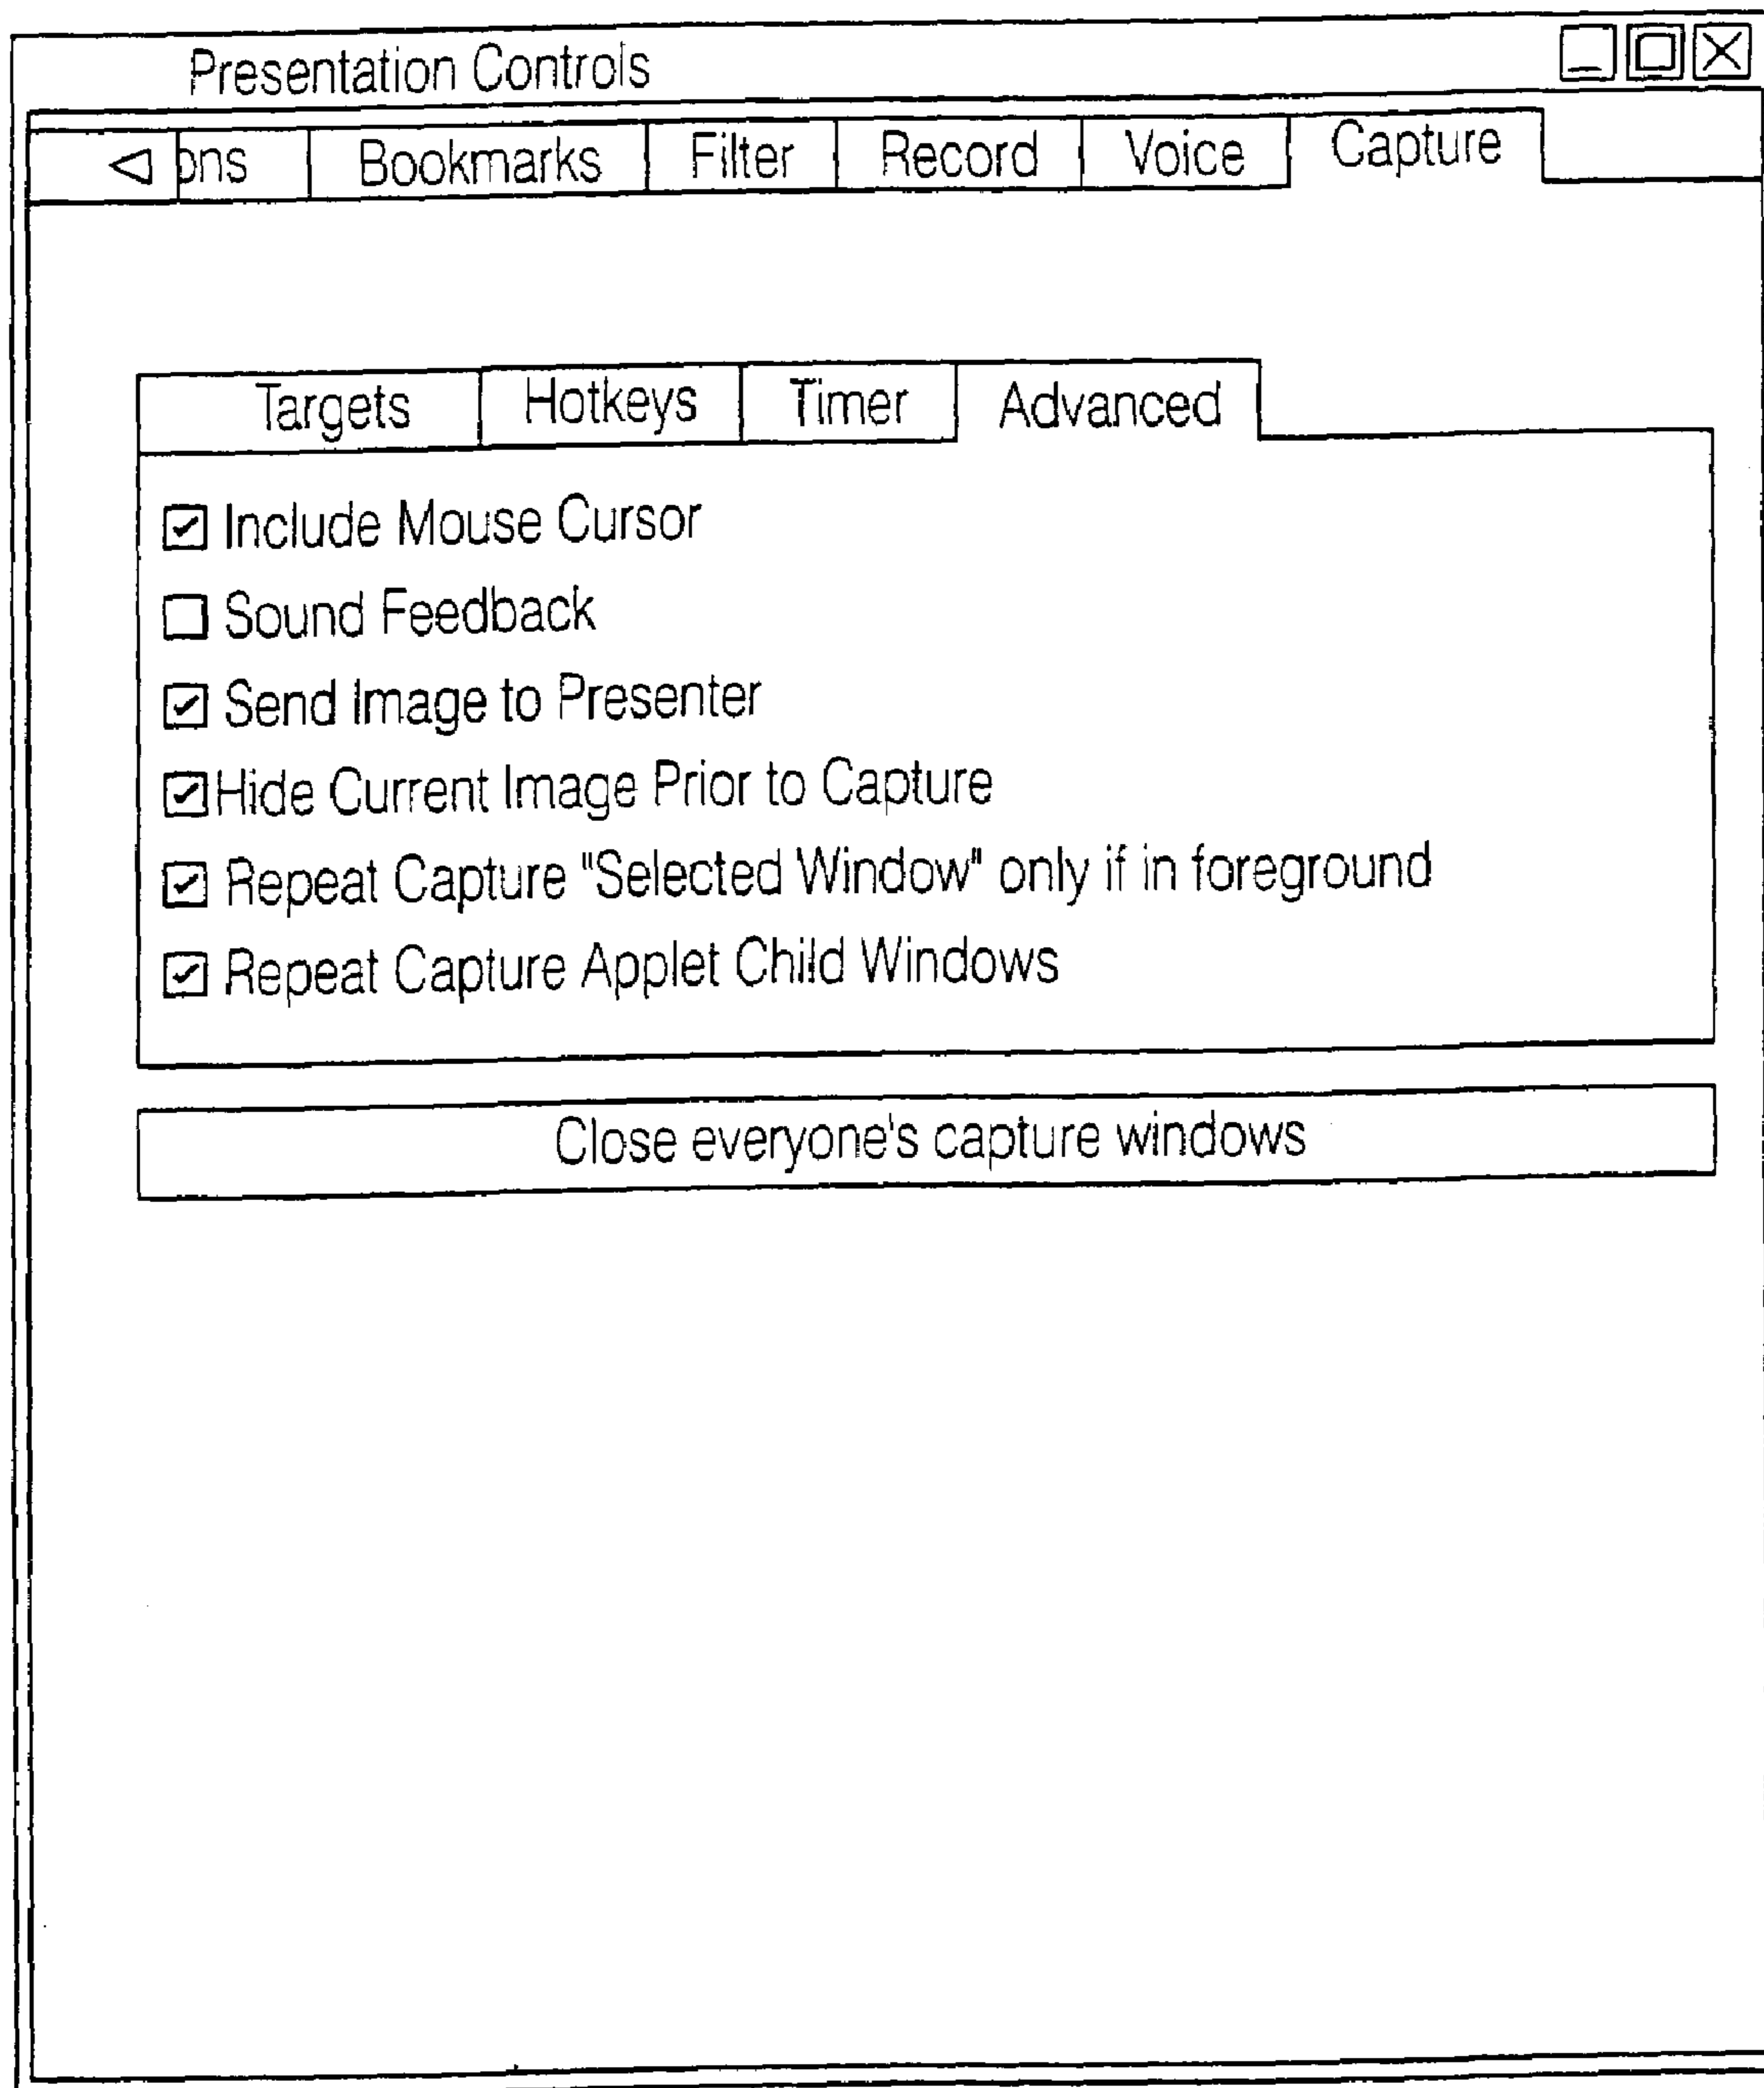 Presentation Controls
ons Bookmarks Filter Record Voice Capture
Targets Hotkeys Timer Advanced
Include Mouse Cursor
Sound Feedback
Send Image to Presenter
Hide Current Image Prior to Capture
Repeat Capture "Selected Window" only if in foreground
Repeat Capture Applet Child Windows
Close everyone's capture windows